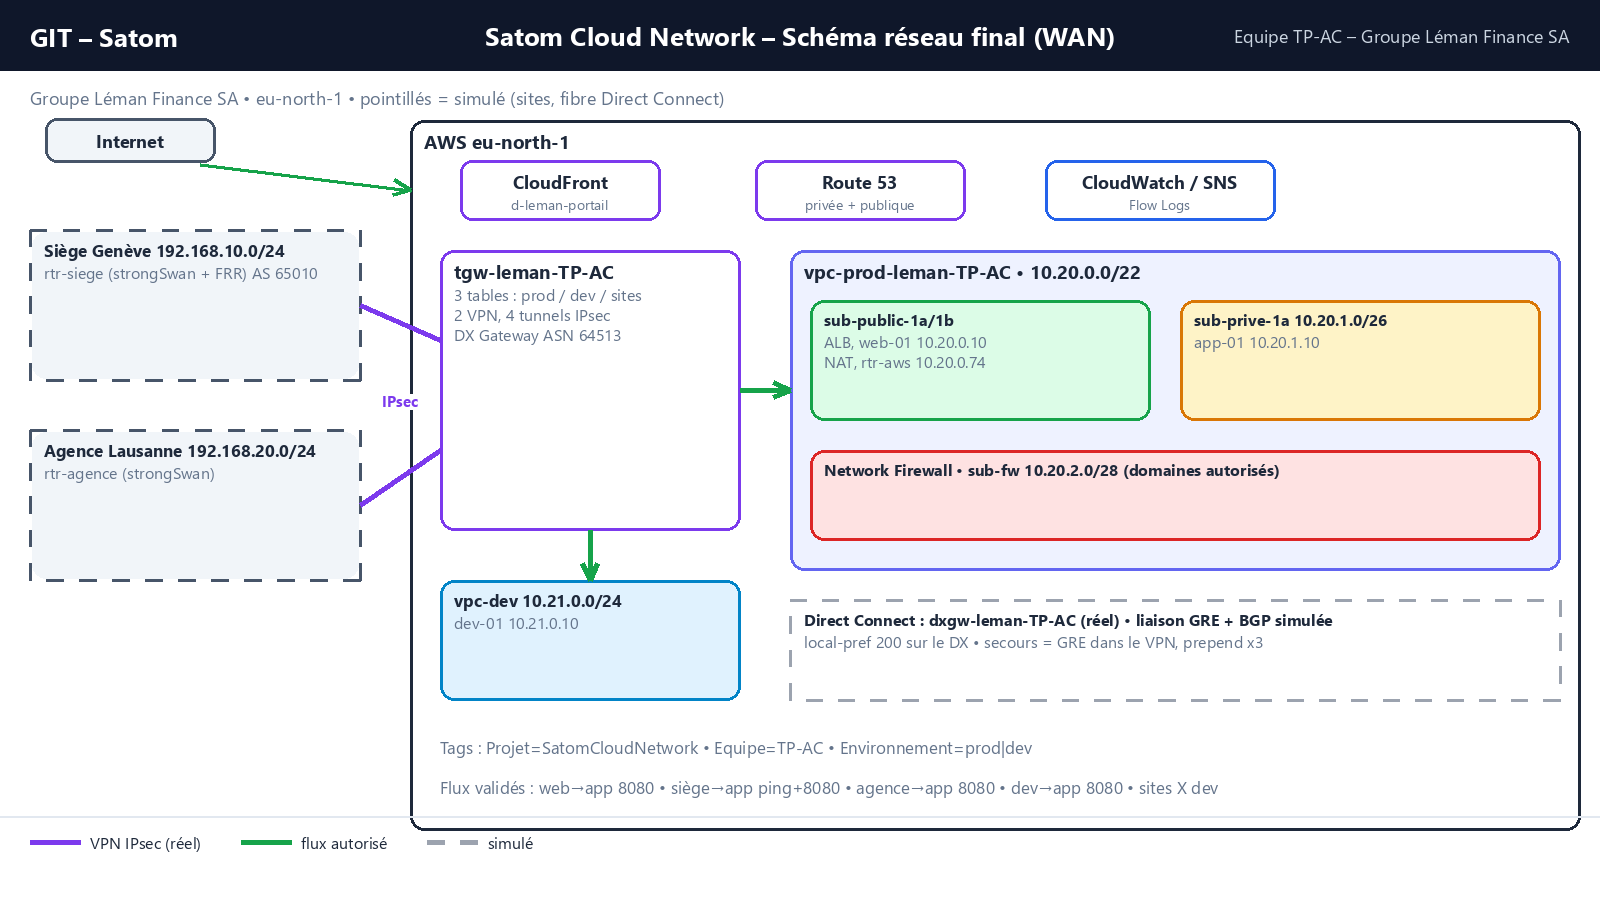 GIT – Satom
Satom Cloud Network – Schéma réseau final (WAN)
Equipe TP-AC – Groupe Léman Finance SA
Groupe Léman Finance SA • eu-north-1 • pointillés = simulé (sites, fibre Direct Connect)
Internet
AWS eu-north-1
CloudFront
d-leman-portail
Route 53
privée + publique
CloudWatch / SNS
Flow Logs
Siège Genève 192.168.10.0/24
rtr-siege (strongSwan + FRR) AS 65010
IPsec
Agence Lausanne 192.168.20.0/24
rtr-agence (strongSwan)
tgw-leman-TP-AC
3 tables : prod / dev / sites
2 VPN, 4 tunnels IPsec
DX Gateway ASN 64513
vpc-prod-leman-TP-AC • 10.20.0.0/22
sub-public-1a/1b
ALB, web-01 10.20.0.10
NAT, rtr-aws 10.20.0.74
sub-prive-1a 10.20.1.0/26
app-01 10.20.1.10
Network Firewall • sub-fw 10.20.2.0/28 (domaines autorisés)
vpc-dev 10.21.0.0/24
dev-01 10.21.0.10
Direct Connect : dxgw-leman-TP-AC (réel) • liaison GRE + BGP simulée
local-pref 200 sur le DX • secours = GRE dans le VPN, prepend x3
Tags : Projet=SatomCloudNetwork • Equipe=TP-AC • Environnement=prod|dev
Flux validés : web→app 8080 • siège→app ping+8080 • agence→app 8080 • dev→app 8080 • sites X dev
VPN IPsec (réel)
flux autorisé
simulé